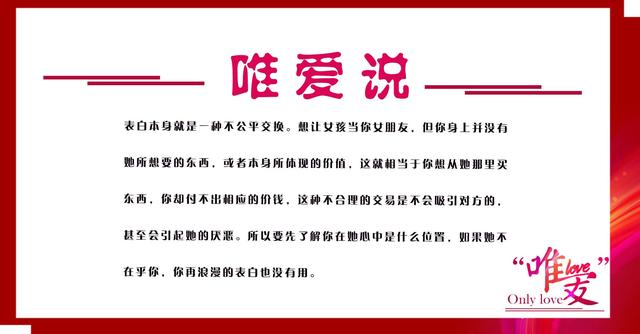 唯爱说
表白本身就是一种不公平交换。想让女孩当你女朋友，但你身上并没有
她所想要的东西，或者本身所体现的价值，这就相当于你想从她那里买
东西，你却付不出相应的价钱，这种不合理的交易是不会吸引对方的，
甚至会引起她的厌恶。所以要先了解你在她心中是什么位置，如果她不
在乎你，你再浪漫的表白也没有用。
“唯love爱”
Only love